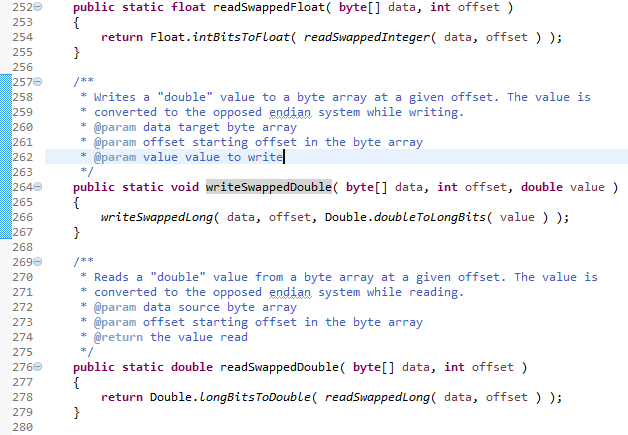 252 public static float readSwappedFloat( byte[] data, int offset )
253 {
254 return Float.intBitsToFloat( readSwappedInteger( data, offset ) );
255 }
256
257 /**
258 * Writes a "double" value to a byte array at a given offset. The value is
259 * converted to the opposed endian system while writing.
260 * @param data target byte array
261 * @param offset starting offset in the byte array
262 * @param value value to write
263 */
264 public static void writeSwappedDouble( byte[] data, int offset, double value )
265 {
266 writeSwappedLong( data, offset, Double.doubleToLongBits( value ) );
267 }
268
269 /**
270 * Reads a "double" value from a byte array at a given offset. The value is
271 * converted to the opposed endian system while reading.
272 * @param data source byte array
273 * @param offset starting offset in the byte array
274 * @return the value read
275 */
276 public static double readSwappedDouble( byte[] data, int offset )
277 {
278 return Double.longBitsToDouble( readSwappedLong( data, offset ) );
279 }
280